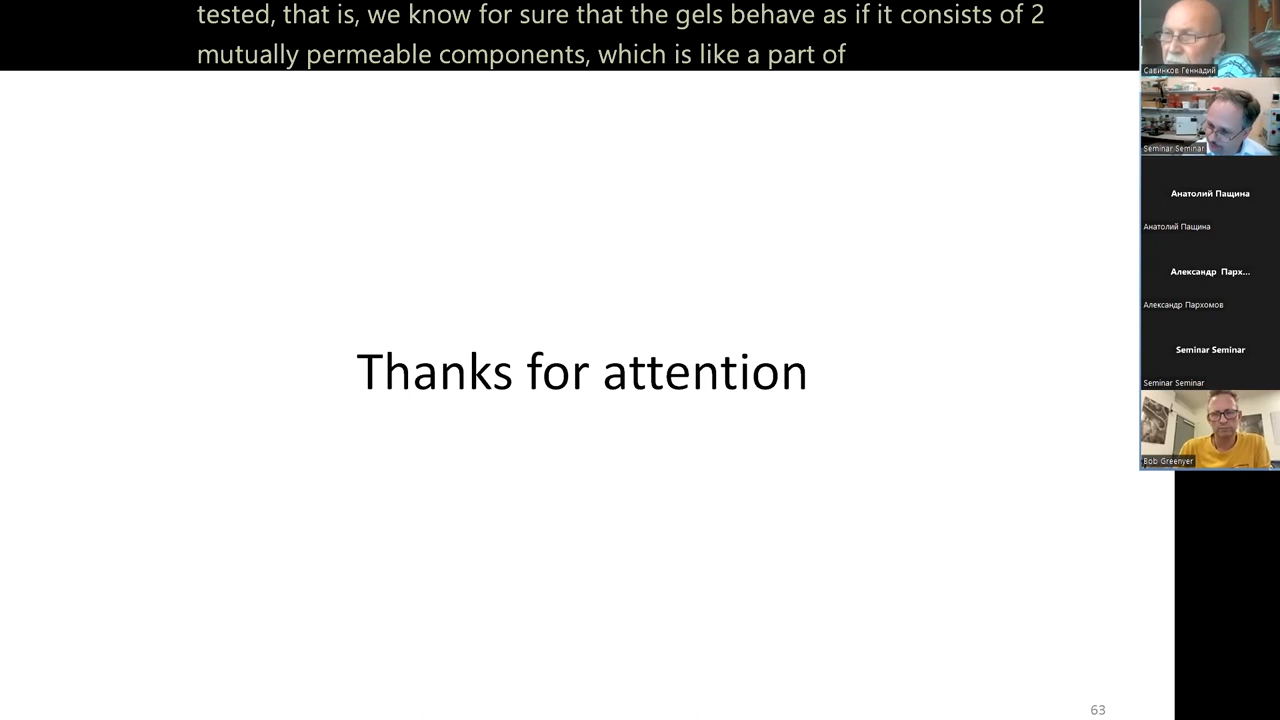 tested, that is, we know for sure that the gels behave as if it consists of 2
mutually permeable components, which is like a part of
Савинков Геннадий
Seminar Seminar
Анатолий Пащина
Анатолий Пащина
Александр Парх...
Александр Пархомов
Seminar Seminar
Seminar Seminar
Bob Greenyer
Thanks for attention
63